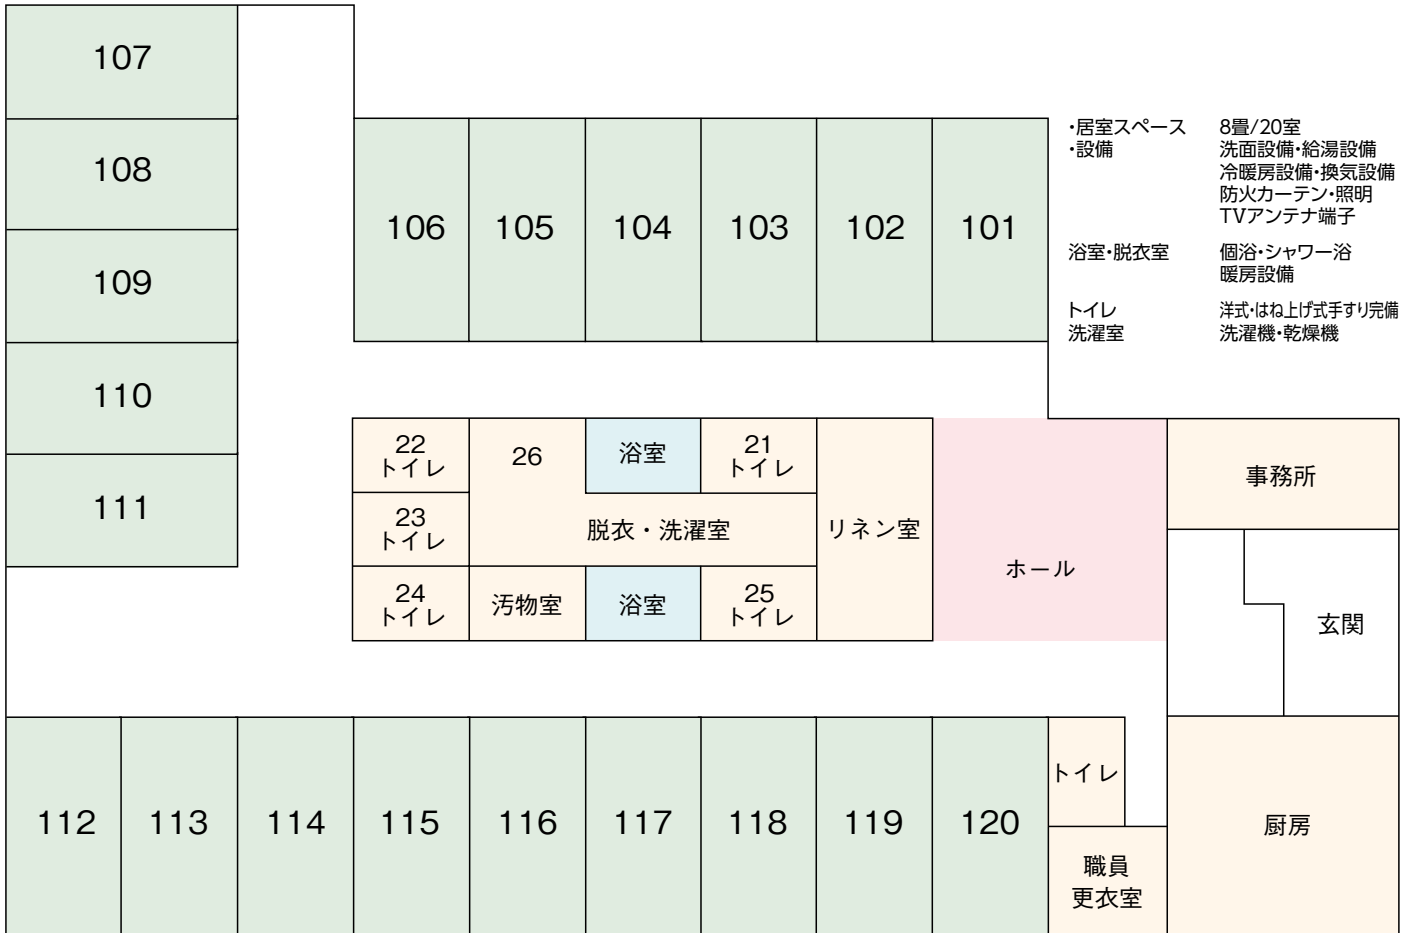 107
108
109
110
111
106
105
104
103
102
101
・居室スペース 8畳/20室
・設備 洗面設備・給湯設備
冷暖房設備・換気設備
防火カーテン・照明
TVアンテナ端子
浴室・脱衣室 個浴・シャワー浴
暖房設備
トイレ 洋式・はね上げ式手すり完備
洗濯室 洗濯機・乾燥機
22
トイレ
26
浴室
21
トイレ
23
トイレ
脱衣・洗濯室
リネン室
ホール
事務所
24
トイレ
汚物室
浴室
25
トイレ
玄関
112
113
114
115
116
117
118
119
120
トイレ
職員
更衣室
厨房